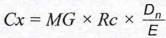 Cx = MG × Rc × Dn / E